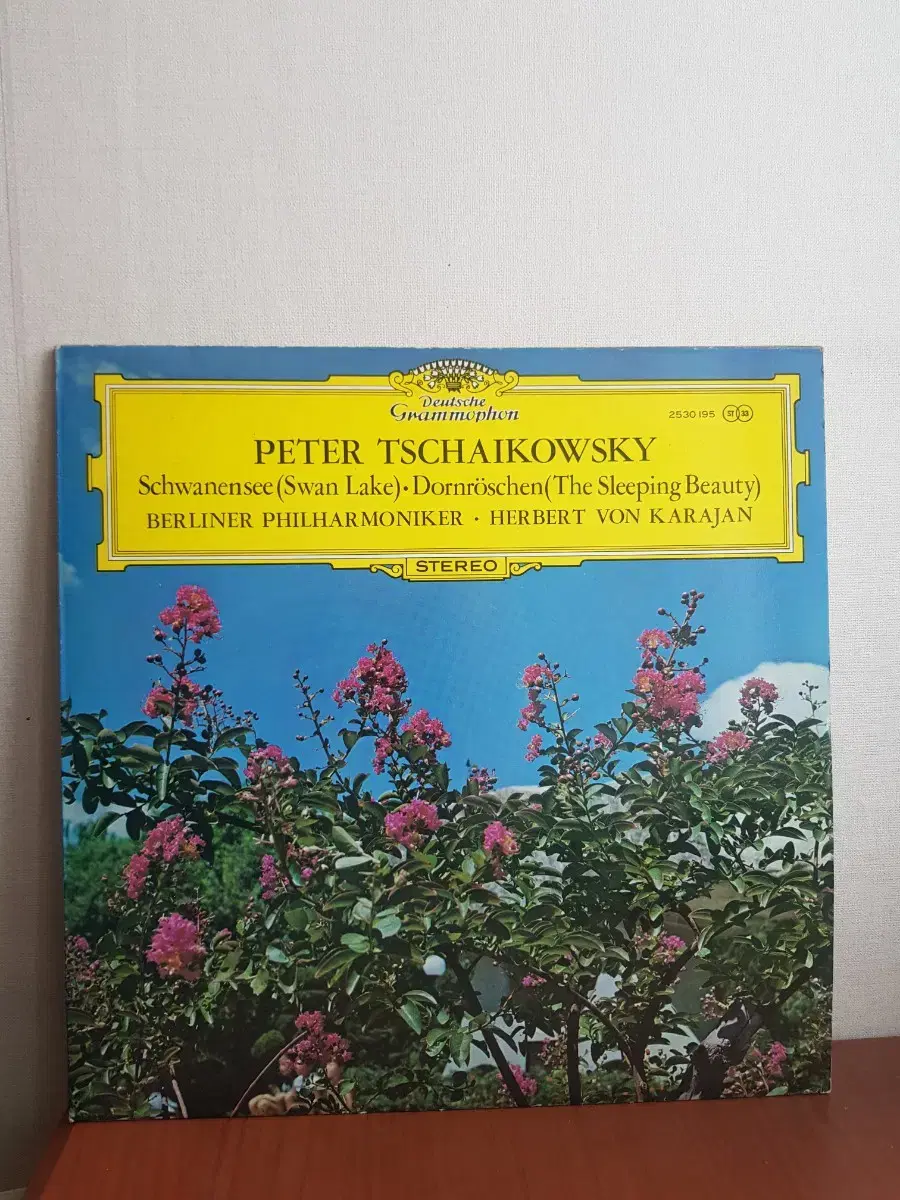 Deutsche
Grammophon
2530 195 ST 33
PETER TSCHAIKOWSKY
Schwanensee (Swan Lake) · Dornröschen (The Sleeping Beauty)
BERLINER PHILHARMONIKER · HERBERT VON KARAJAN
STEREO